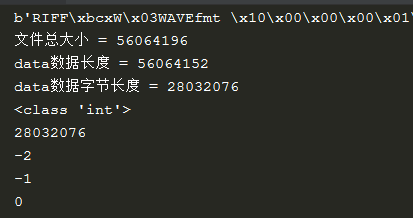 b'RIFF\xbcxW\x03WAVEfmt \x10\x00\x00\x00\x01\
文件总大小 = 56064196
data数据长度 = 56064152
data数据字节长度 = 28032076
<class 'int'>
28032076
-2
-1
0